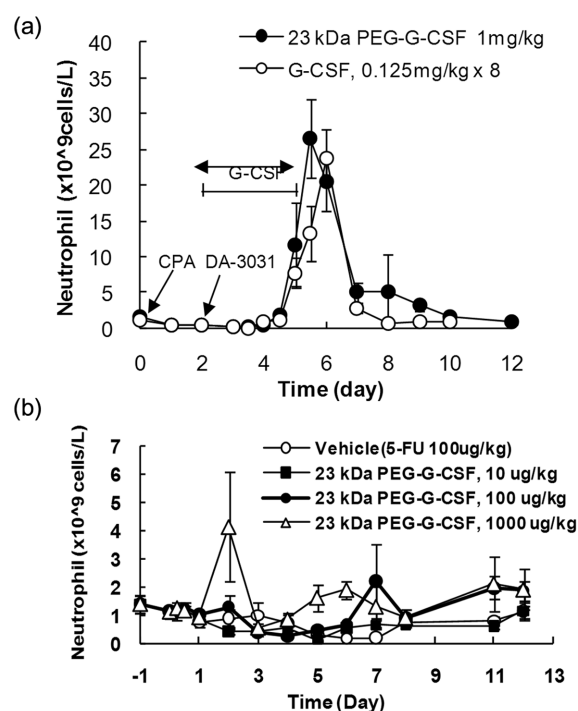 (a)
23 kDa PEG-G-CSF 1mg/kg
G-CSF, 0.125mg/kg x 8
Neutrophil (x10^9cells/L)
40
35
30
25
20
15
10
5
0
G-CSF
CPA
DA-3031
0 2 4 6 8 10 12
Time (day)
(b)
Vehicle(5-FU 100ug/kg)
23 kDa PEG-G-CSF, 10 ug/kg
23 kDa PEG-G-CSF, 100 ug/kg
23 kDa PEG-G-CSF, 1000 ug/kg
Neutrophil (x10^9 cells/L)
7
6
5
4
3
2
1
0
-1 1 3 5 7 9 11 13
Time (Day)